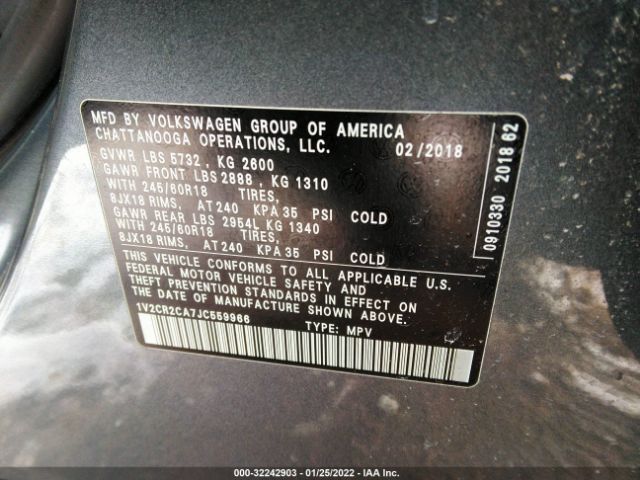 MFD BY VOLKSWAGEN GROUP OF AMERICA
CHATTANOOGA OPERATIONS, LLC. 02/2018
GVWR LBS 5732 , KG 2600
GAWR FRONT LBS 2888 , KG 1310
WITH 245/60R18 TIRES,
8JX18 RIMS, AT 240 KPA 35 PSI COLD
GAWR REAR LBS 2954L KG 1340
WITH 245/60R18 TIRES,
8JX18 RIMS, AT 240 KPA 35 PSI COLD
THIS VEHICLE CONFORMS TO ALL APPLICABLE U.S.
FEDERAL MOTOR VEHICLE SAFETY AND
THEFT PREVENTION STANDARDS IN EFFECT ON
THE DATE OF MANUFACTURE SHOWN ABOVE.
1V2CR2CA7JC559966 TYPE: MPV
0910330 2018 62
000-32242903 - 01/25/2022 - IAA Inc.